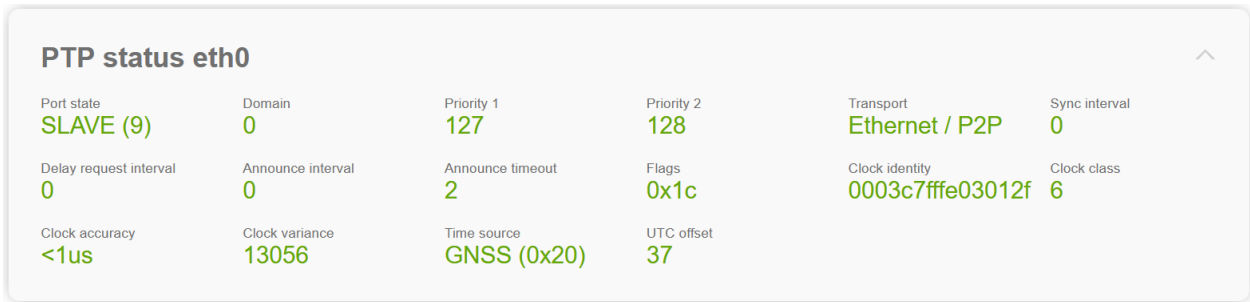 PTP status eth0
Port state Domain Priority 1 Priority 2 Transport Sync interval
SLAVE (9) 0 127 128 Ethernet / P2P 0
Delay request interval Announce interval Announce timeout Flags Clock identity Clock class
0 0 2 0x1c 0003c7fffe03012f 6
Clock accuracy Clock variance Time source UTC offset
<1us 13056 GNSS (0x20) 37